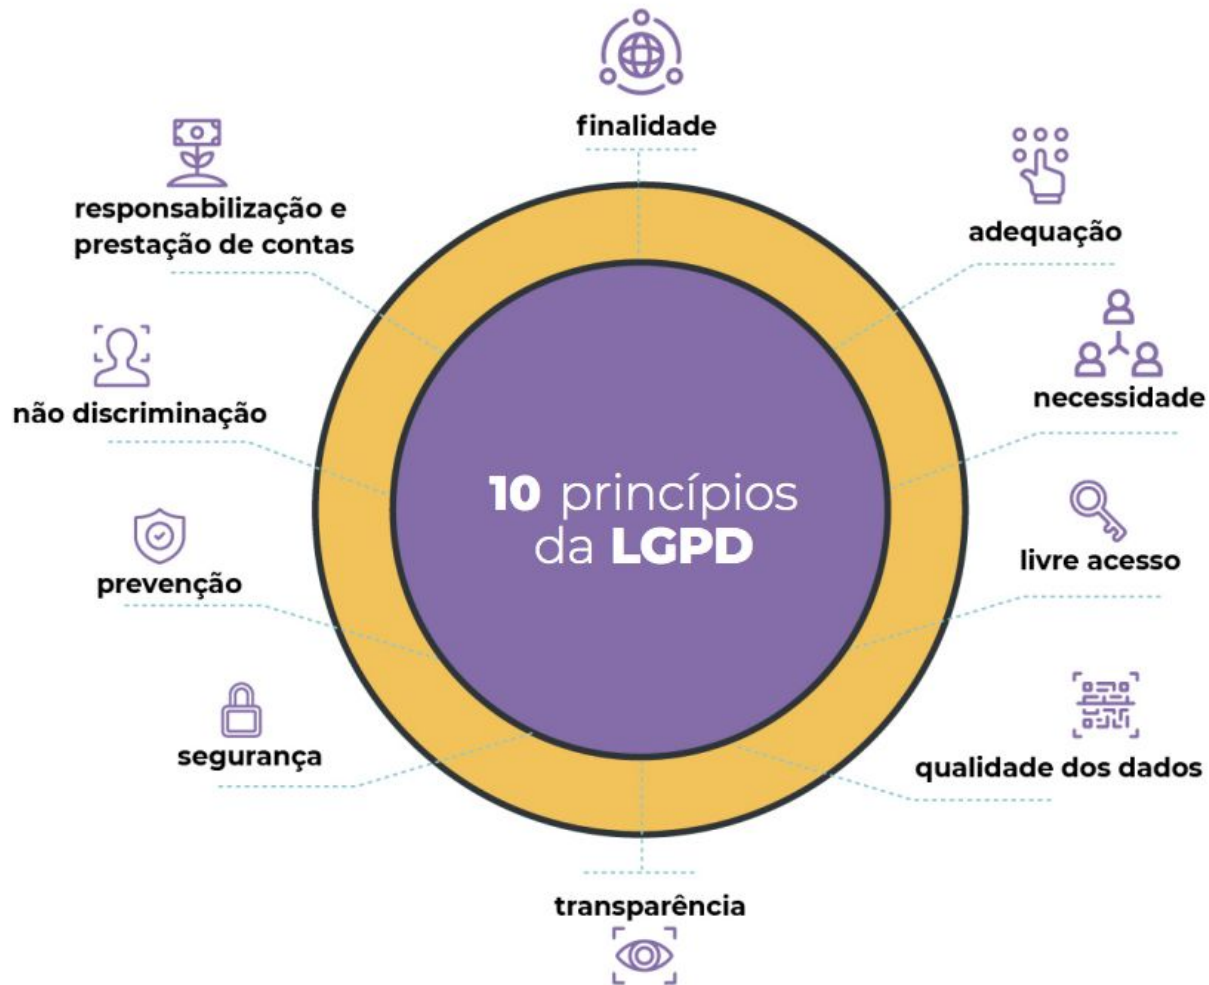 finalidade
adequação
necessidade
livre acesso
qualidade dos dados
transparência
segurança
prevenção
não discriminação
responsabilização e
prestação de contas
10 princípios
da LGPD